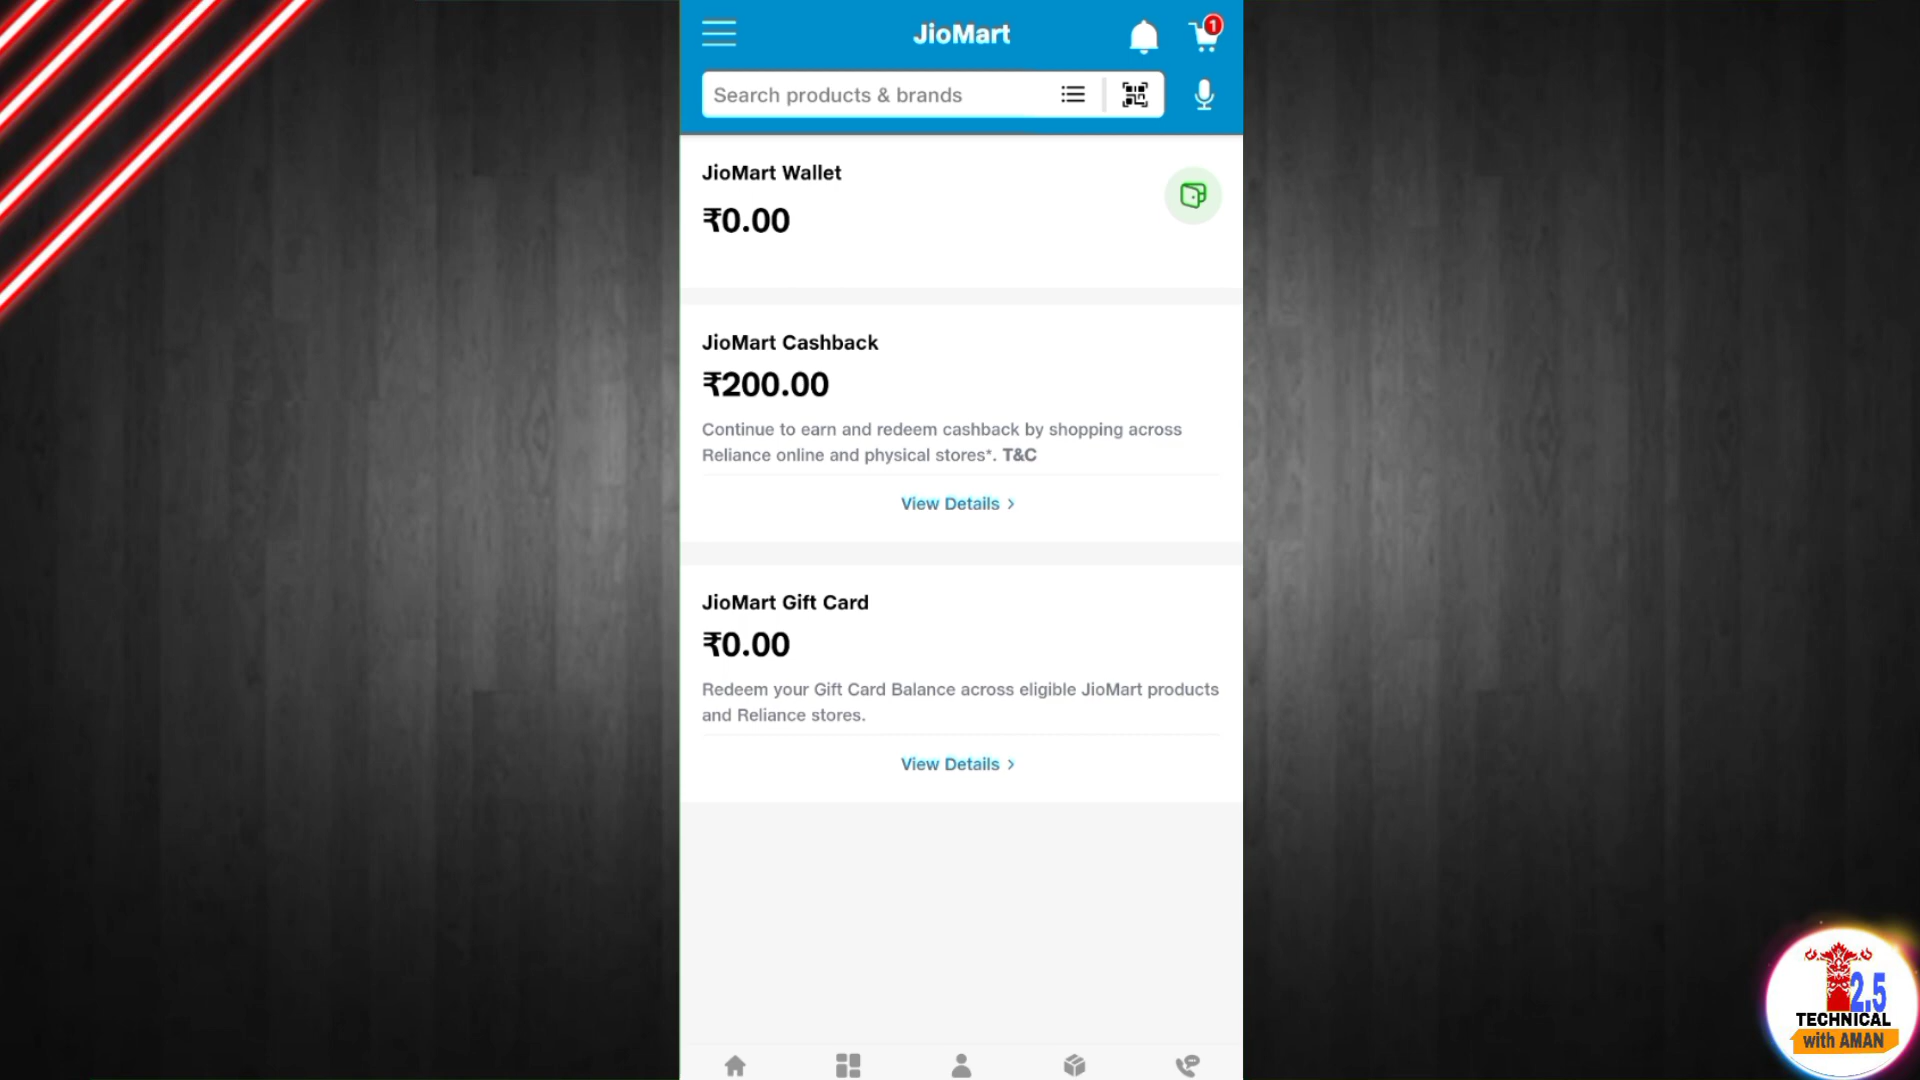 JioMart
1
Search products & brands
JioMart Wallet
₹0.00
JioMart Cashback
₹200.00
Continue to earn and redeem cashback by shopping across
Reliance online and physical stores*. T&C
View Details >
JioMart Gift Card
₹0.00
Redeem your Gift Card Balance across eligible JioMart products
and Reliance stores.
View Details >
2.5
TECHNICAL
with AMAN